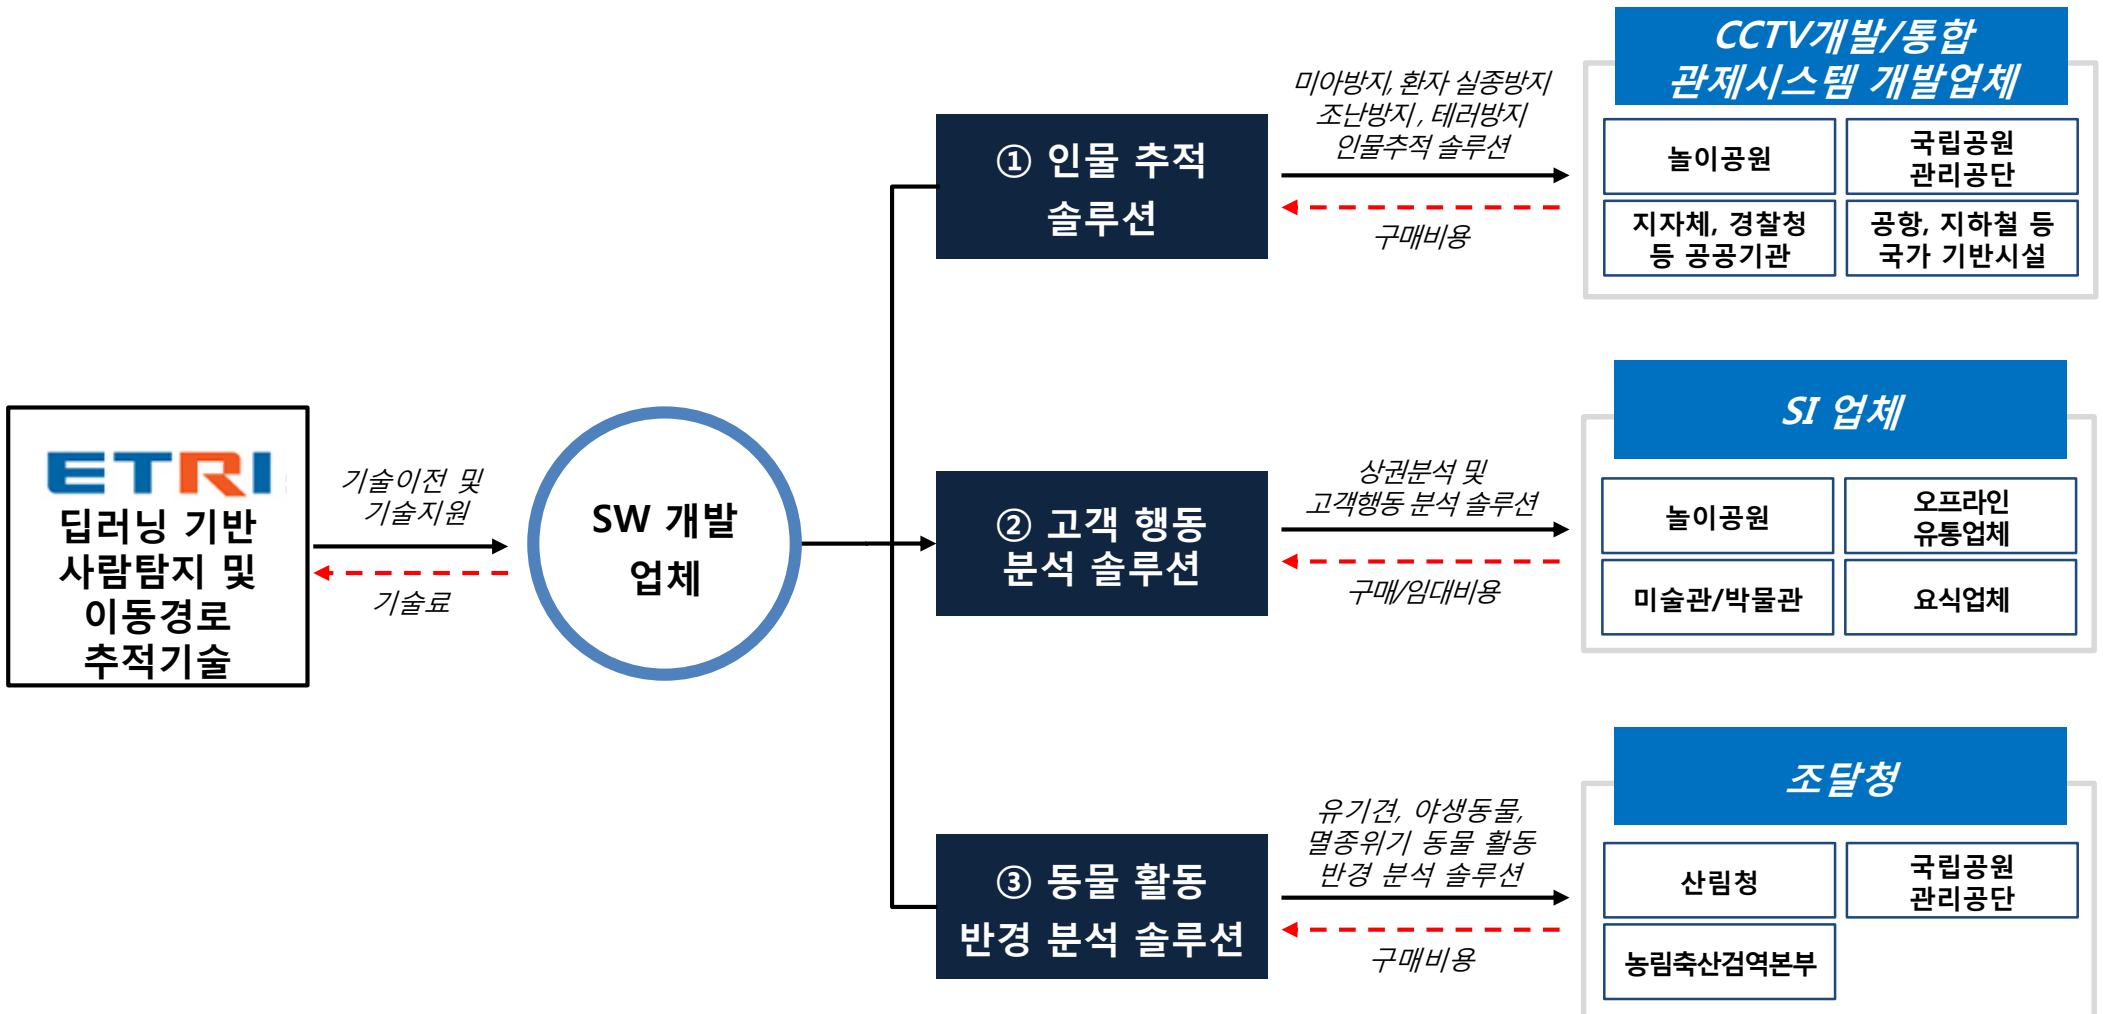 ETRI
딥러닝 기반
사람탐지 및
이동경로
추적기술
기술이전 및
기술지원
기술료
SW 개발
업체
① 인물 추적
솔루션
미아방지, 환자 실종방지
조난방지, 테러방지
인물추적 솔루션
구매비용
CCTV개발/통합
관제시스템 개발업체
놀이공원
국립공원
관리공단
지자체, 경찰청
등 공공기관
공항, 지하철 등
국가 기반시설
② 고객 행동
분석 솔루션
상권분석 및
고객행동 분석 솔루션
구매/임대비용
SI 업체
놀이공원
오프라인
유통업체
미술관/박물관
요식업체
③ 동물 활동
반경 분석 솔루션
유기견, 야생동물,
멸종위기 동물 활동
반경 분석 솔루션
구매비용
조달청
산림청
국립공원
관리공단
농림축산검역본부